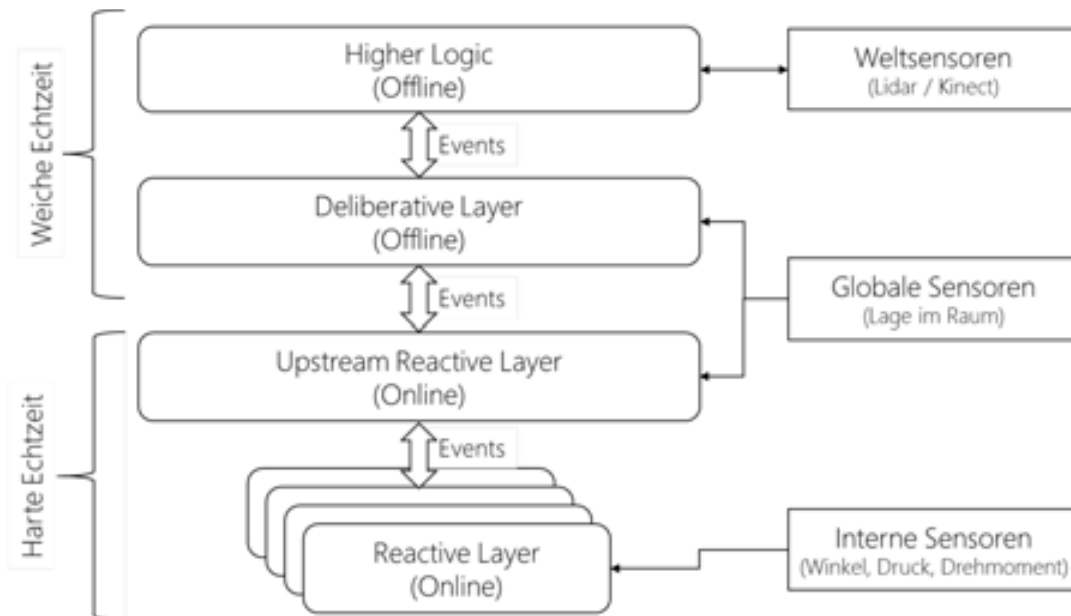 Weiche Echtzeit
Higher Logic
(Offline)
Weltsensoren
(Lidar / Kinect)
Events
Deliberative Layer
(Offline)
Events
Globale Sensoren
(Lage im Raum)
Harte Echtzeit
Upstream Reactive Layer
(Online)
Events
Reactive Layer
(Online)
Interne Sensoren
(Winkel, Druck, Drehmoment)